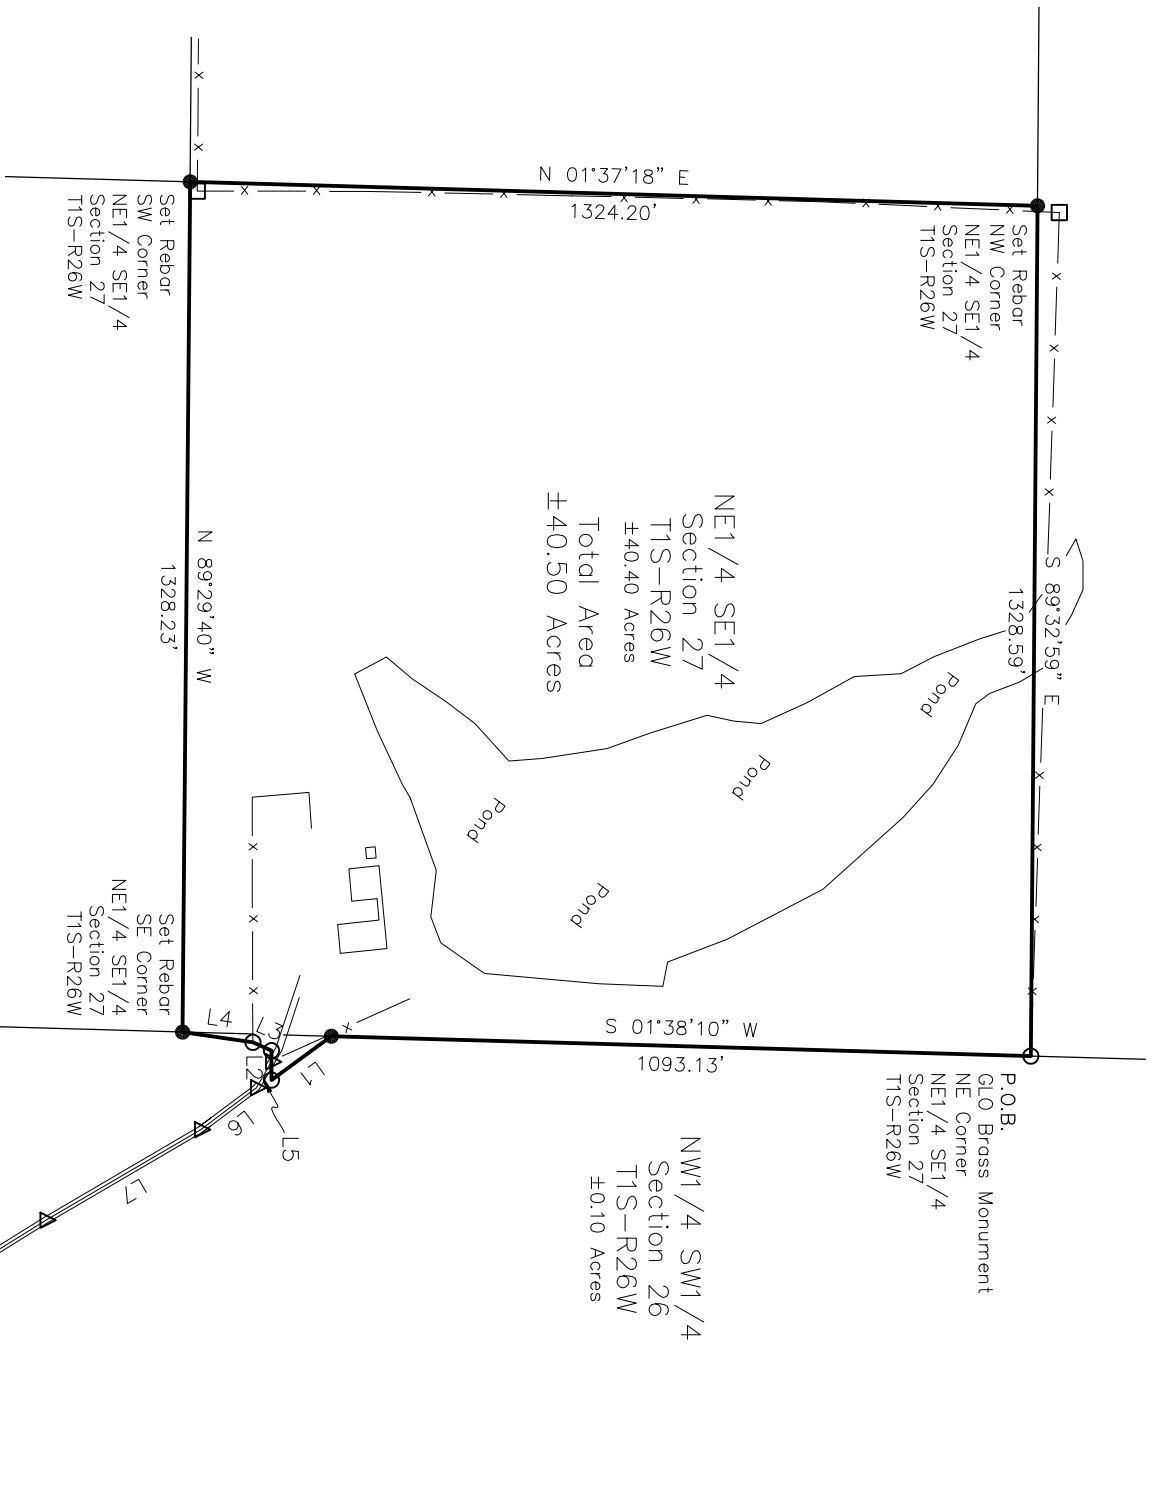 N 01°37'18" E
1324.20'
Set Rebar
NW Corner
NE1/4 SE1/4
Section 27
T1S-R26W
Set Rebar
SW Corner
NE1/4 SE1/4
Section 27
T1S-R26W
S 89°32'59" E
1328.59'
NE1/4 SE1/4
Section 27
T1S-R26W
±40.40 Acres
Total Area
±40.50 Acres
N 89°29'40" W
1328.23'
Pond
Pond
Pond
Pond
Set Rebar
SE Corner
NE1/4 SE1/4
Section 27
T1S-R26W
S 01°38'10" W
1093.13'
P.O.B.
GLO Brass Monument
NE Corner
NE1/4 SE1/4
Section 27
T1S-R26W
NW1/4 SW1/4
Section 26
T1S-R26W
±0.10 Acres
L4
L3
L2
L1
L5
L6
L7